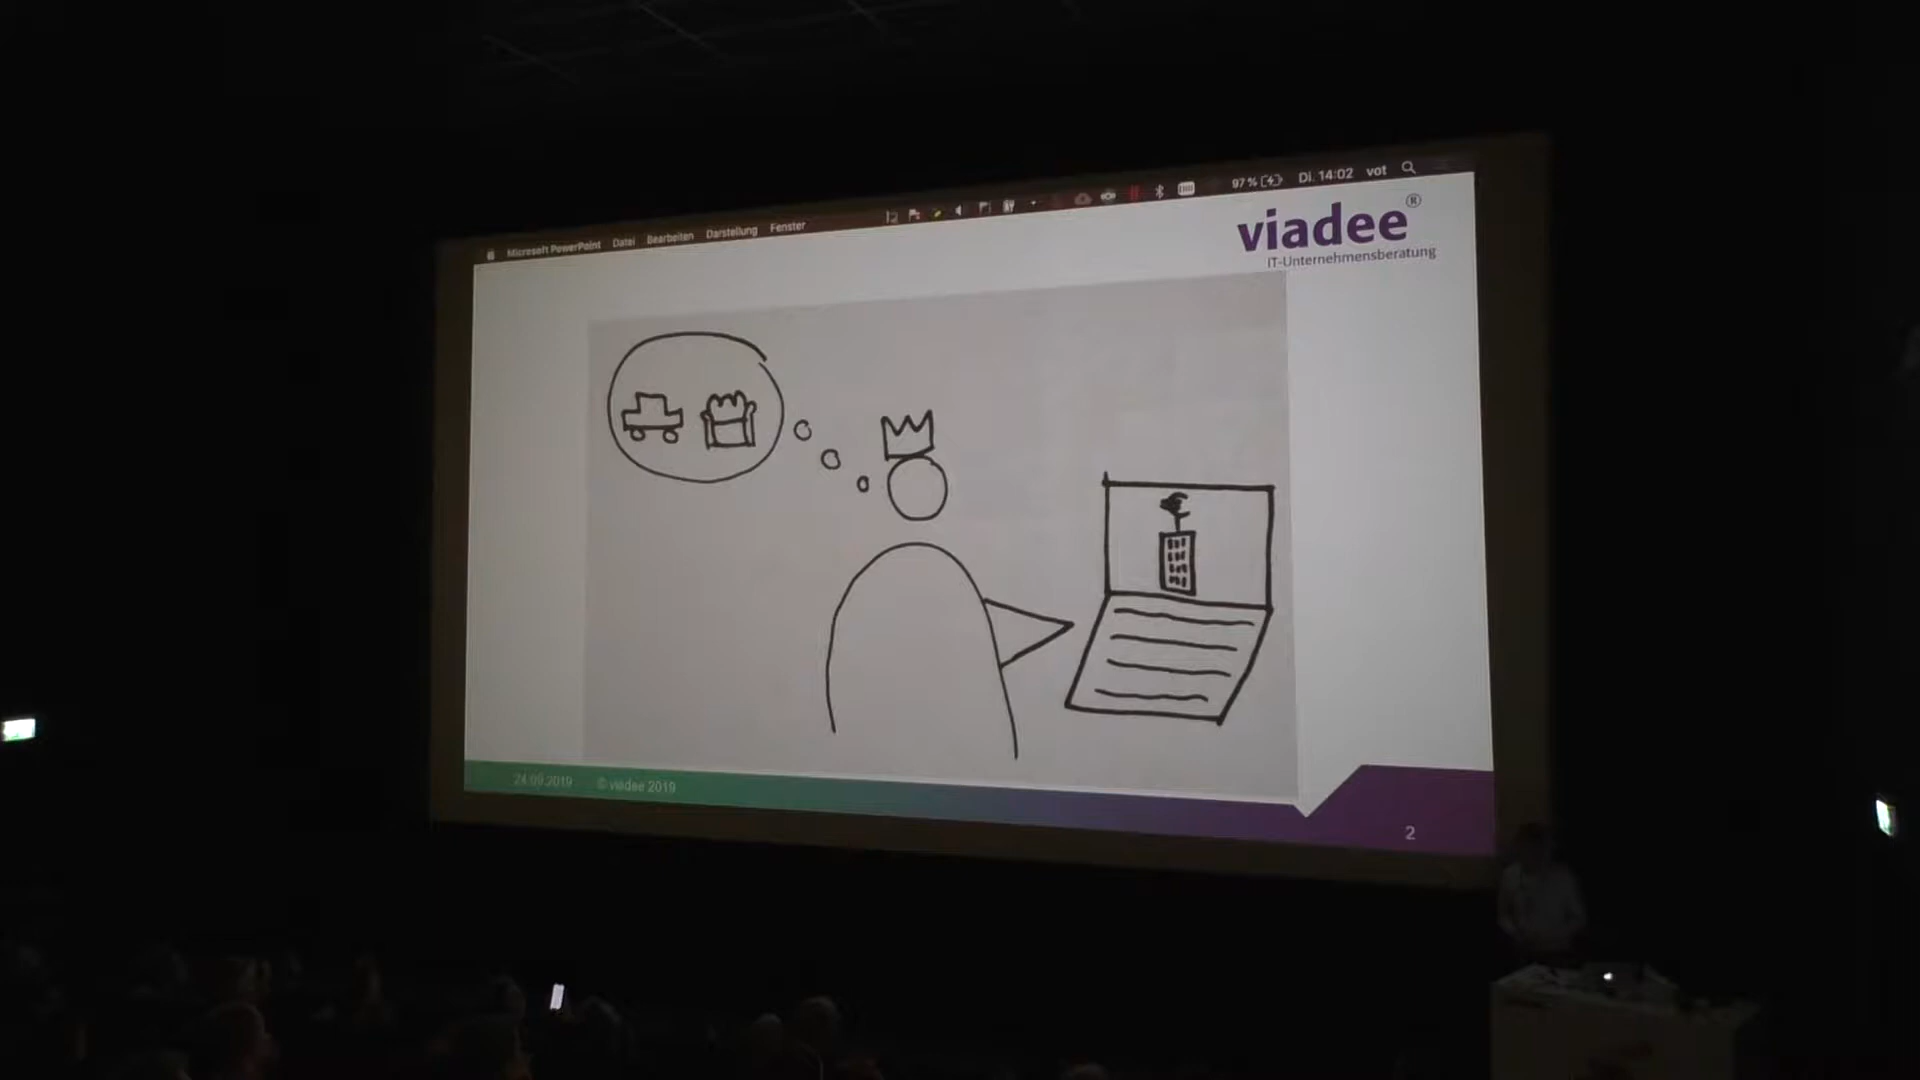 Microsoft PowerPoint Datei Bearbeiten Darstellung Fenster 97% Di. 14:02 vot
viadee®
IT-Unternehmensberatung
€
24.09.2019 © viadee 2019
2